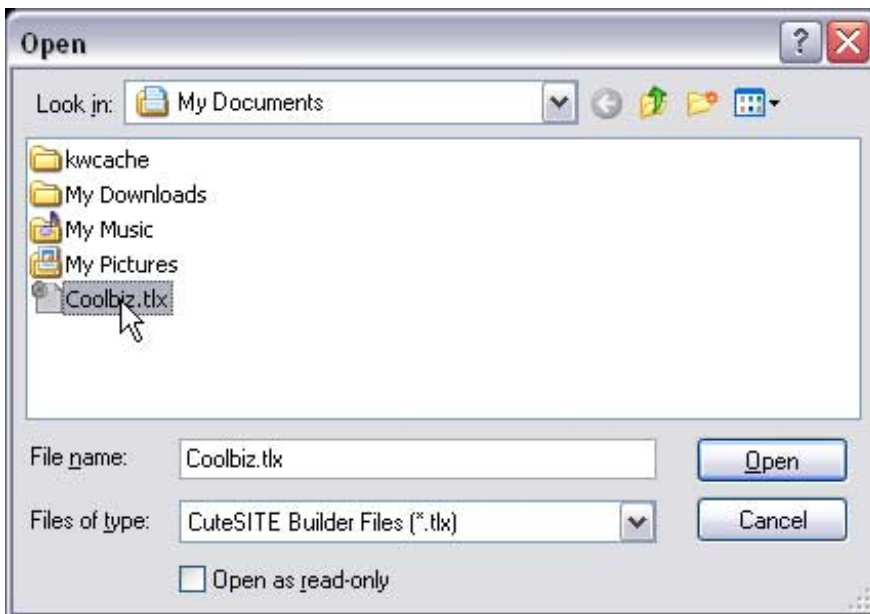 Open
Look in: My Documents
kwcache
My Downloads
My Music
My Pictures
Coolbiz.tlx
File name: Coolbiz.tlx Open
Files of type: CuteSITE Builder Files (*.tlx) Cancel
Open as read-only